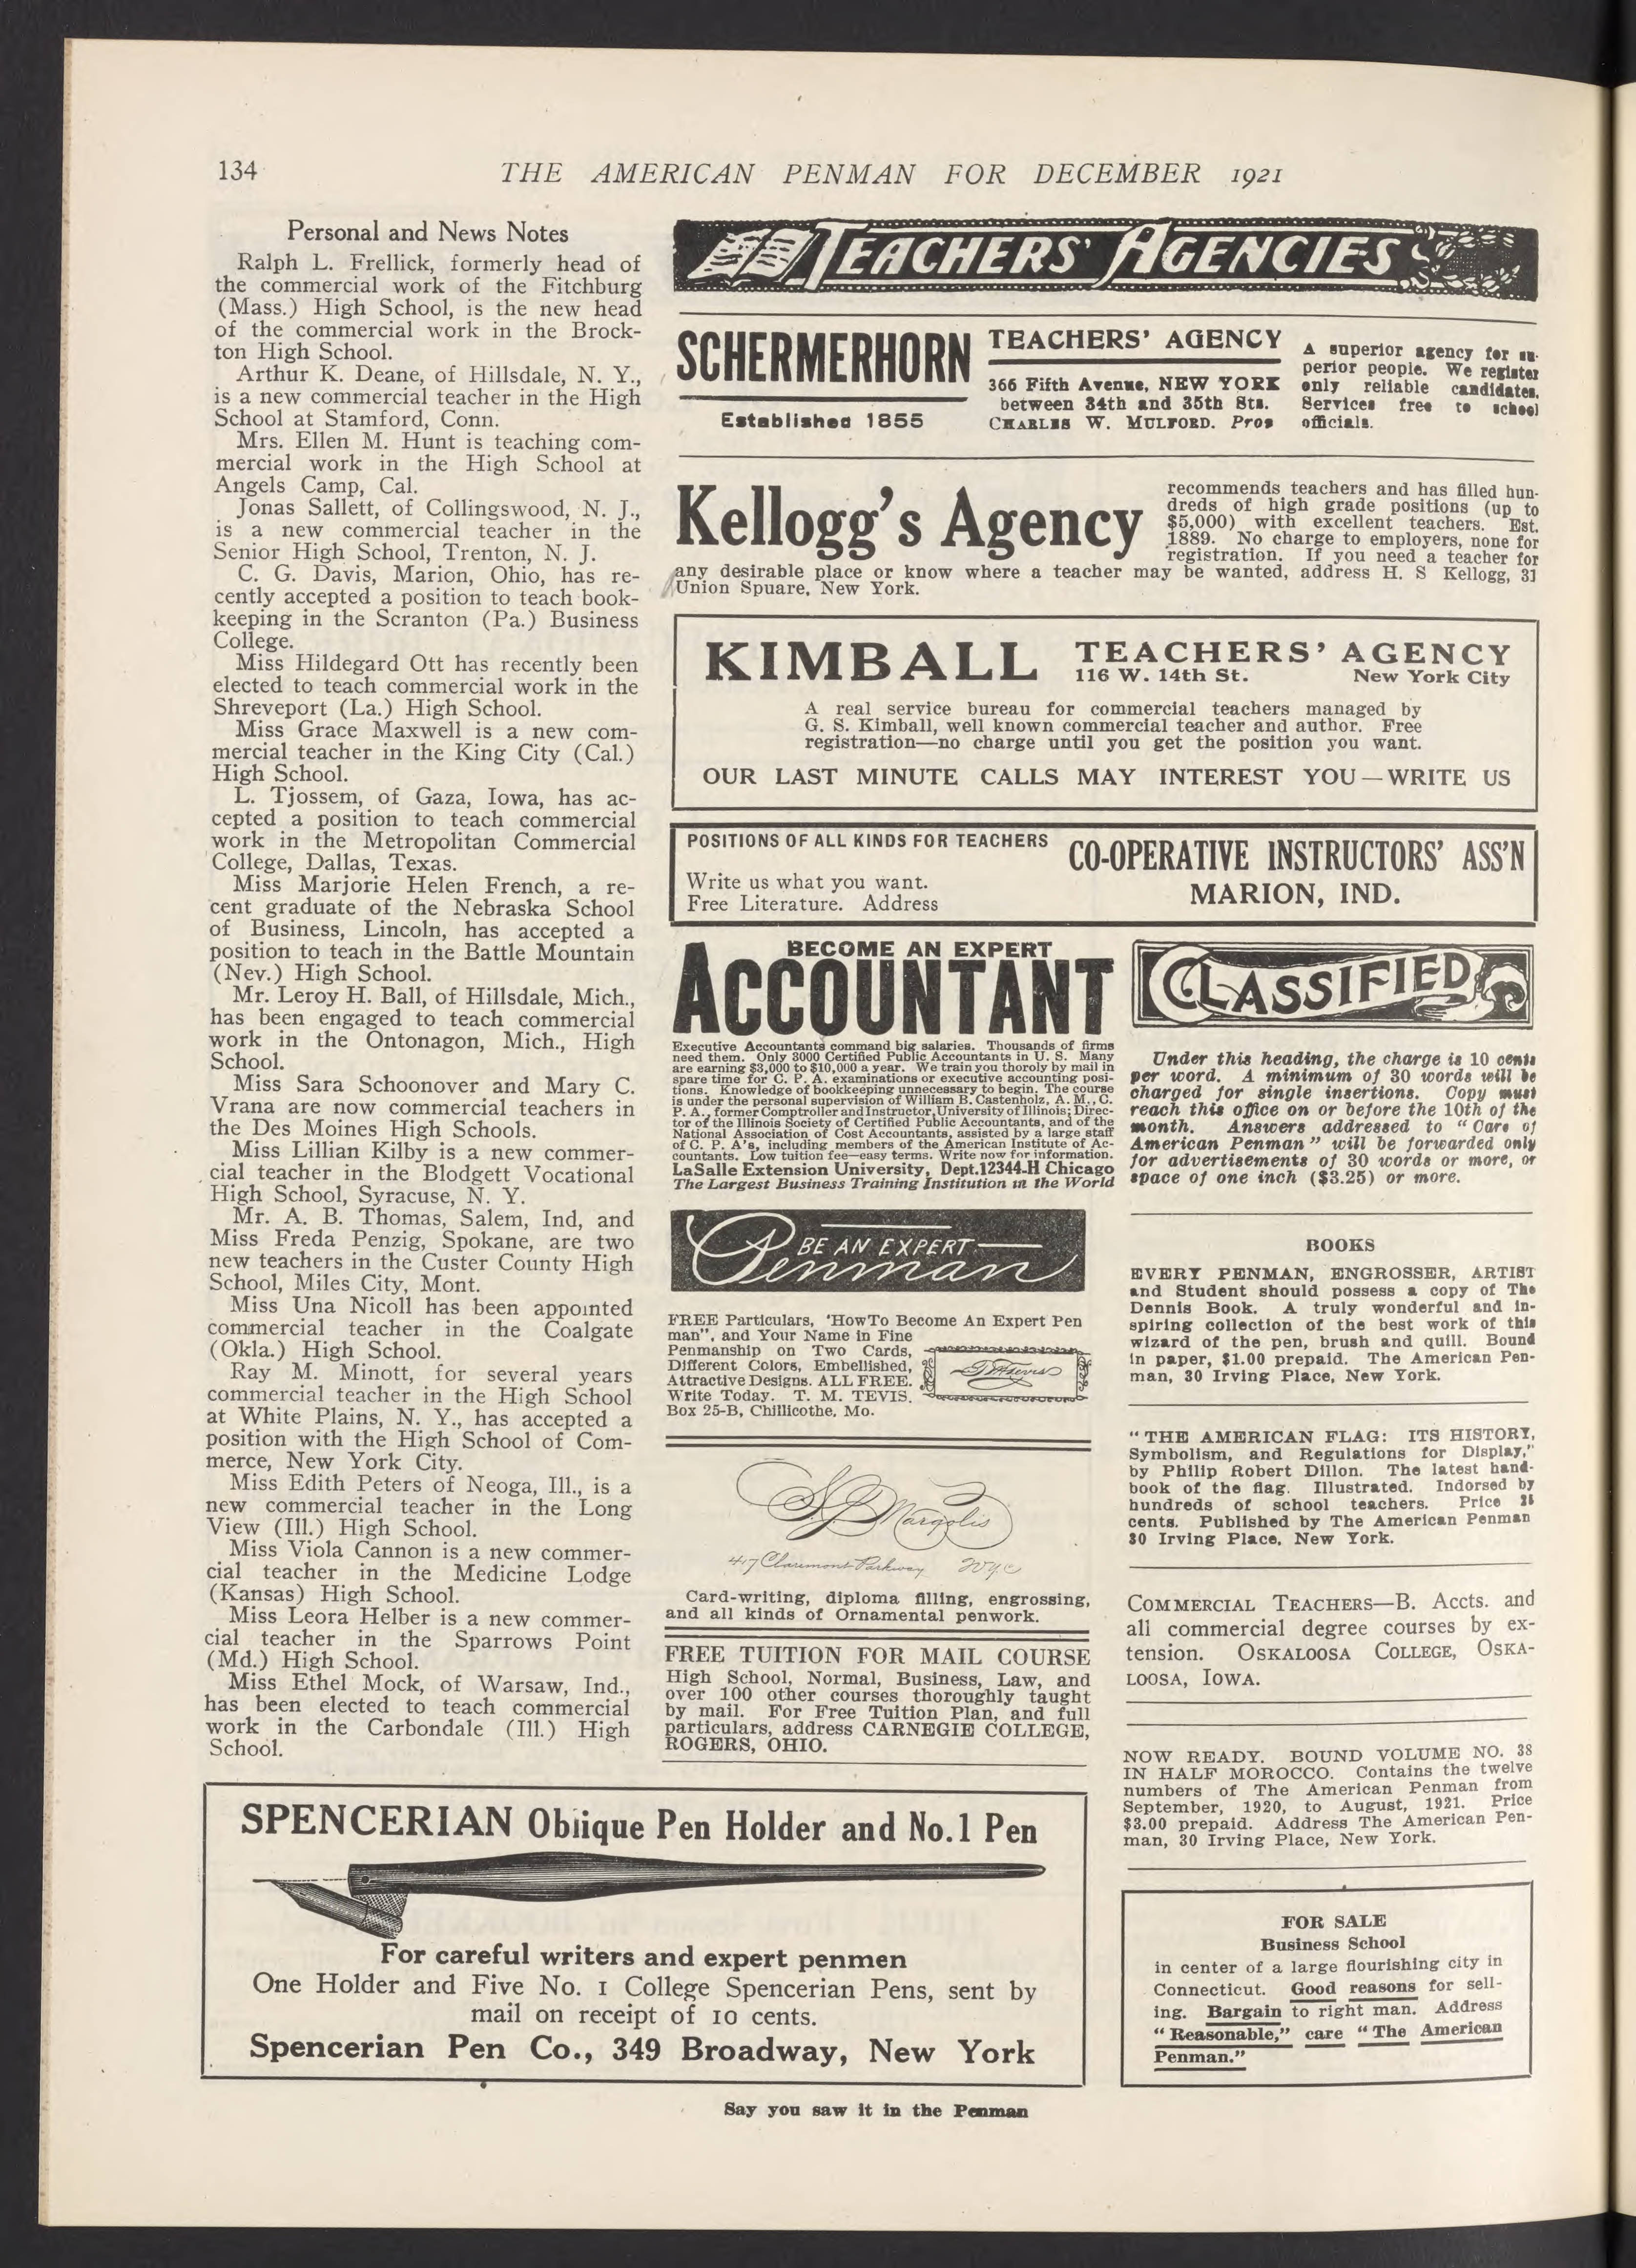 134
THE AMERICAN PENMAN FOR DECEMBER 1921
Personal and News Notes
Ralph L. Frellick, formerly head of
the commercial work of the Fitchburg
(Mass.) High School, is the new head
of the commercial work in the Brock-
ton High School.
Arthur K. Deane, of Hillsdale, N. Y.,
is a new commercial teacher in the High
School at Stamford, Conn.
Mrs. Ellen M. Hunt is teaching com-
mercial work in the High School at
Angels Camp, Cal.
Jonas Sallett, of Collingswood, N. J.,
is a new commercial teacher in the
Senior High School, Trenton, N. J.
C. G. Davis, Marion, Ohio, has re-
cently accepted a position to teach book-
keeping in the Scranton (Pa.) Business
College.
Miss Hildegard Ott has recently been
elected to teach commercial work in the
Shreveport (La.) High School.
Miss Grace Maxwell is a new com-
mercial teacher in the King City (Cal.)
High School.
L. Tjossem, of Gaza, Iowa, has ac-
cepted a position to teach commercial
work in the Metropolitan Commercial
College, Dallas, Texas.
Miss Marjorie Helen French, a re-
cent graduate of the Nebraska School
of Business, Lincoln, has accepted a
position to teach in the Battle Mountain
(Nev.) High School.
Mr. Leroy H. Ball, of Hillsdale, Mich.,
has been engaged to teach commercial
work in the Ontonagon, Mich., High
School.
Miss Sara Schoonover and Mary C.
Vrana are now commercial teachers in
the Des Moines High Schools.
Miss Lillian Kilby is a new commer-
cial teacher in the Blodgett Vocational
High School, Syracuse, N. Y.
Mr. A. B. Thomas, Salem, Ind, and
Miss Freda Penzig, Spokane, are two
new teachers in the Custer County High
School, Miles City, Mont.
Miss Una Nicoll has been appointed
commercial teacher in the Coalgate
(Okla.) High School.
Ray M. Minott, for several years
commercial teacher in the High School
at White Plains, N. Y., has accepted a
position with the High School of Com-
merce, New York City.
Miss Edith Peters of Neoga, Ill., is a
new commercial teacher in the Long
View (Ill.) High School.
Miss Viola Cannon is a new commer-
cial teacher in the Medicine Lodge
(Kansas) High School.
Miss Leora Helber is a new commer-
cial teacher in the Sparrows Point
(Md.) High School.
Miss Ethel Mock, of Warsaw, Ind.,
has been elected to teach commercial
work in the Carbondale (Ill.) High
School.
TEACHERS' AGENCIES
SCHERMERHORN
Established 1855
TEACHERS' AGENCY
366 Fifth Avenue, NEW YORK
between 34th and 35th Sts.
CHARLES W. MULFORD. Prop
A superior agency for su-
perior people. We register
only reliable candidates.
Services free to school
officials.
Kellogg's Agency
recommends teachers and has filled hun-
dreds of high grade positions (up to
$5,000) with excellent teachers. Est.
1889. No charge to employers, none for
registration. If you need a teacher for
any desirable place or know where a teacher may be wanted, address H. S Kellogg, 31
Union Spuare, New York.
KIMBALL
TEACHERS' AGENCY
116 W. 14th St. New York City
A real service bureau for commercial teachers managed by
G. S. Kimball, well known commercial teacher and author. Free
registration—no charge until you get the position you want.
OUR LAST MINUTE CALLS MAY INTEREST YOU—WRITE US
POSITIONS OF ALL KINDS FOR TEACHERS
Write us what you want.
Free Literature. Address
CO-OPERATIVE INSTRUCTORS' ASS'N
MARION, IND.
BECOME AN EXPERT
ACCOUNTANT
Executive Accountants command big salaries. Thousands of firms
need them. Only 3000 Certified Public Accountants in U. S. Many
are earning $3,000 to $10,000 a year. We train you thoroly by mail in
spare time for C. P. A. examinations or executive accounting posi-
tions. Knowledge of bookkeeping unnecessary to begin. The course
is under the personal supervision of William B. Castenholz, A. M., C.
P. A., former Comptroller and Instructor, University of Illinois; Direc-
tor of the Illinois Society of Certified Public Accountants, and of the
National Association of Cost Accountants, assisted by a large staff
of C. P. A's, including members of the American Institute of Ac-
countants. Low tuition fee—easy terms. Write now for information.
LaSalle Extension University, Dept.12344-H Chicago
The Largest Business Training Institution in the World
BE AN EXPERT
Penman
FREE Particulars, 'HowTo Become An Expert Pen
man", and Your Name in Fine
Penmanship on Two Cards,
Different Colors, Embellished,
Attractive Designs. ALL FREE.
Write Today. T. M. TEVIS.
Box 25-B, Chillicothe, Mo.
T M Tevis
Margolis
417 Claremont Parkway NYC
Card-writing, diploma filling, engrossing,
and all kinds of Ornamental penwork.
FREE TUITION FOR MAIL COURSE
High School, Normal, Business, Law, and
over 100 other courses thoroughly taught
by mail. For Free Tuition Plan, and full
particulars, address CARNEGIE COLLEGE,
ROGERS, OHIO.
CLASSIFIED
Under this heading, the charge is 10 cents
per word. A minimum of 30 words will be
charged for single insertions. Copy must
reach this office on or before the 10th of the
month. Answers addressed to "Care of
American Penman" will be forwarded only
for advertisements of 30 words or more, or
space of one inch ($3.25) or more.
BOOKS
EVERY PENMAN, ENGROSSER, ARTIST
and Student should possess a copy of The
Dennis Book. A truly wonderful and in-
spiring collection of the best work of this
wizard of the pen, brush and quill. Bound
in paper, $1.00 prepaid. The American Pen-
man, 30 Irving Place, New York.
"THE AMERICAN FLAG: ITS HISTORY,
Symbolism, and Regulations for Display,"
by Philip Robert Dillon. The latest hand-
book of the flag. Illustrated. Indorsed by
hundreds of school teachers. Price
cents. Published by The American Penman
30 Irving Place, New York.
COMMERCIAL TEACHERS—B. Accts. and
all commercial degree courses by ex-
tension. OSKALOOSA COLLEGE, OSKA-
LOOSA, IOWA.
NOW READY. BOUND VOLUME NO. 38
IN HALF MOROCCO. Contains the twelve
numbers of The American Penman from
September, 1920, to August, 1921. Price
$3.00 prepaid. Address The American Pen-
man, 30 Irving Place, New York.
FOR SALE
Business School
in center of a large flourishing city in
Connecticut. Good reasons for sell-
ing. Bargain to right man. Address
"Reasonable," care "The American
Penman."
SPENCERIAN Oblique Pen Holder and No. 1 Pen
For careful writers and expert penmen
One Holder and Five No. 1 College Spencerian Pens, sent by
mail on receipt of 10 cents.
Spencerian Pen Co., 349 Broadway, New York
Say you saw it in the Penman